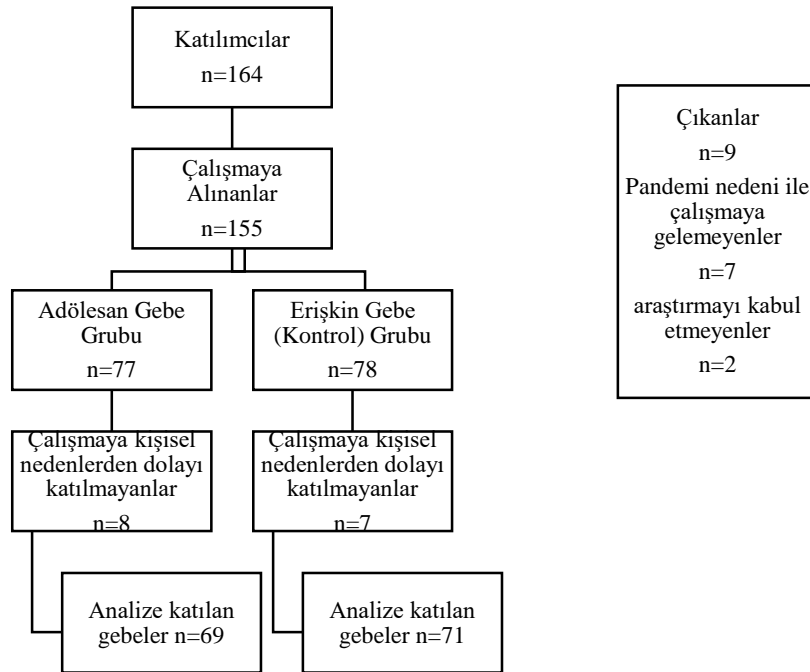 Katılımcılar
n=164
Çalışmaya
Alınanlar
n=155
Adölesan Gebe
Grubu
n=77
Erişkin Gebe
(Kontrol) Grubu
n=78
Çalışmaya kişisel
nedenlerden dolayı
katılmayanlar
n=8
Çalışmaya kişisel
nedenlerden dolayı
katılmayanlar
n=7
Analize katılan
gebeler n=69
Analize katılan
gebeler n=71
Çıkanlar
n=9
Pandemi nedeni ile
çalışmaya
gelemeyenler
n=7
araştırmayı kabul
etmeyenler
n=2